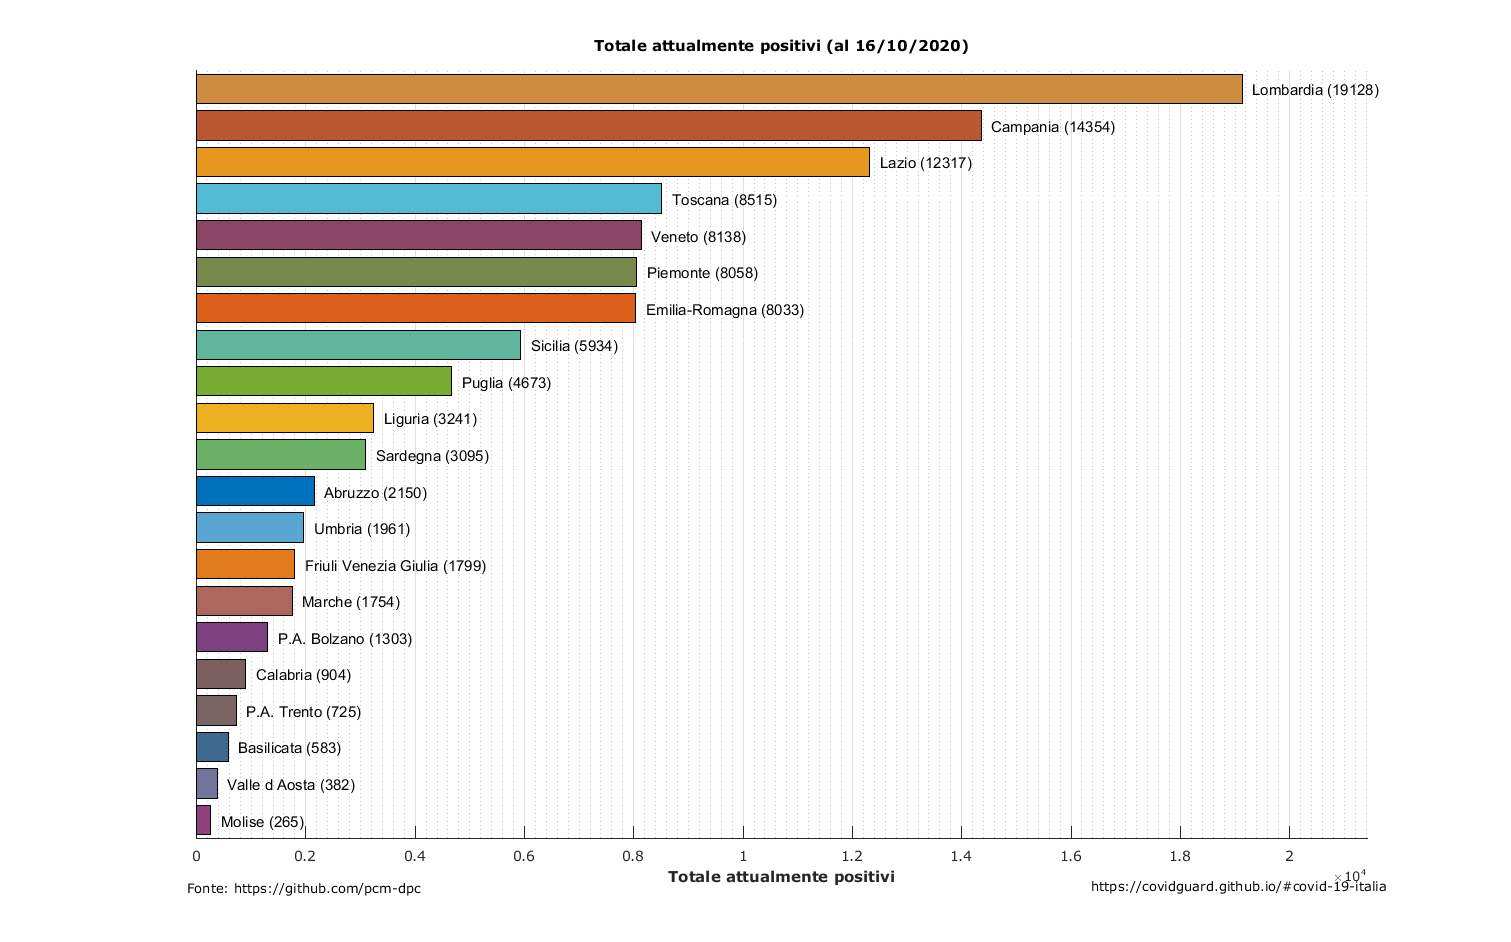 Totale attualmente positivi (al 16/10/2020)
Lombardia (19128)
Campania (14354)
Lazio (12317)
Toscana (8515)
Veneto (8138)
Piemonte (8058)
Emilia-Romagna (8033)
Sicilia (5934)
Puglia (4673)
Liguria (3241)
Sardegna (3095)
Abruzzo (2150)
Umbria (1961)
Friuli Venezia Giulia (1799)
Marche (1754)
P.A. Bolzano (1303)
Calabria (904)
P.A. Trento (725)
Basilicata (583)
Valle d Aosta (382)
Molise (265)
0 0.2 0.4 0.6 0.8 1 1.2 1.4 1.6 1.8 2
×10⁴
Totale attualmente positivi
Fonte: https://github.com/pcm-dpc
https://covidguard.github.io/#covid-19-italia